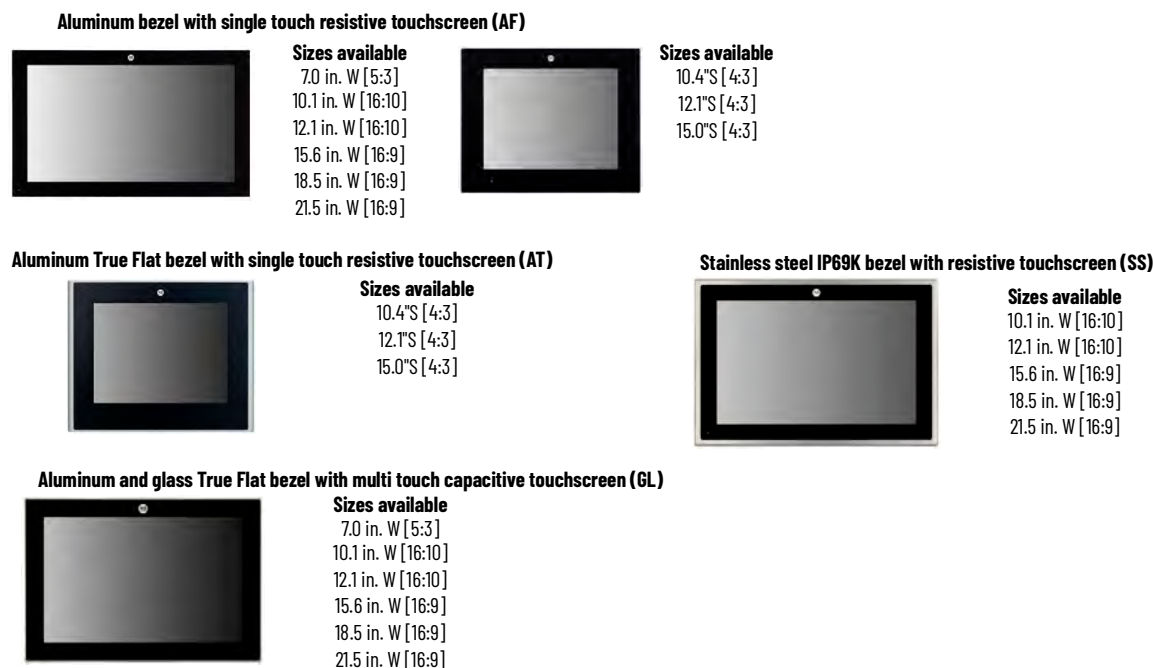 Aluminum bezel with single touch resistive touchscreen (AF)
Sizes available
7.0 in. W [5:3]
10.1 in. W [16:10]
12.1 in. W [16:10]
15.6 in. W [16:9]
18.5 in. W [16:9]
21.5 in. W [16:9]
Sizes available
10.4"S [4:3]
12.1"S [4:3]
15.0"S [4:3]
Aluminum True Flat bezel with single touch resistive touchscreen (AT)
Sizes available
10.4"S [4:3]
12.1"S [4:3]
15.0"S [4:3]
Stainless steel IP69K bezel with resistive touchscreen (SS)
Sizes available
10.1 in. W [16:10]
12.1 in. W [16:10]
15.6 in. W [16:9]
18.5 in. W [16:9]
21.5 in. W [16:9]
Aluminum and glass True Flat bezel with multi touch capacitive touchscreen (GL)
Sizes available
7.0 in. W [5:3]
10.1 in. W [16:10]
12.1 in. W [16:10]
15.6 in. W [16:9]
18.5 in. W [16:9]
21.5 in. W [16:9]